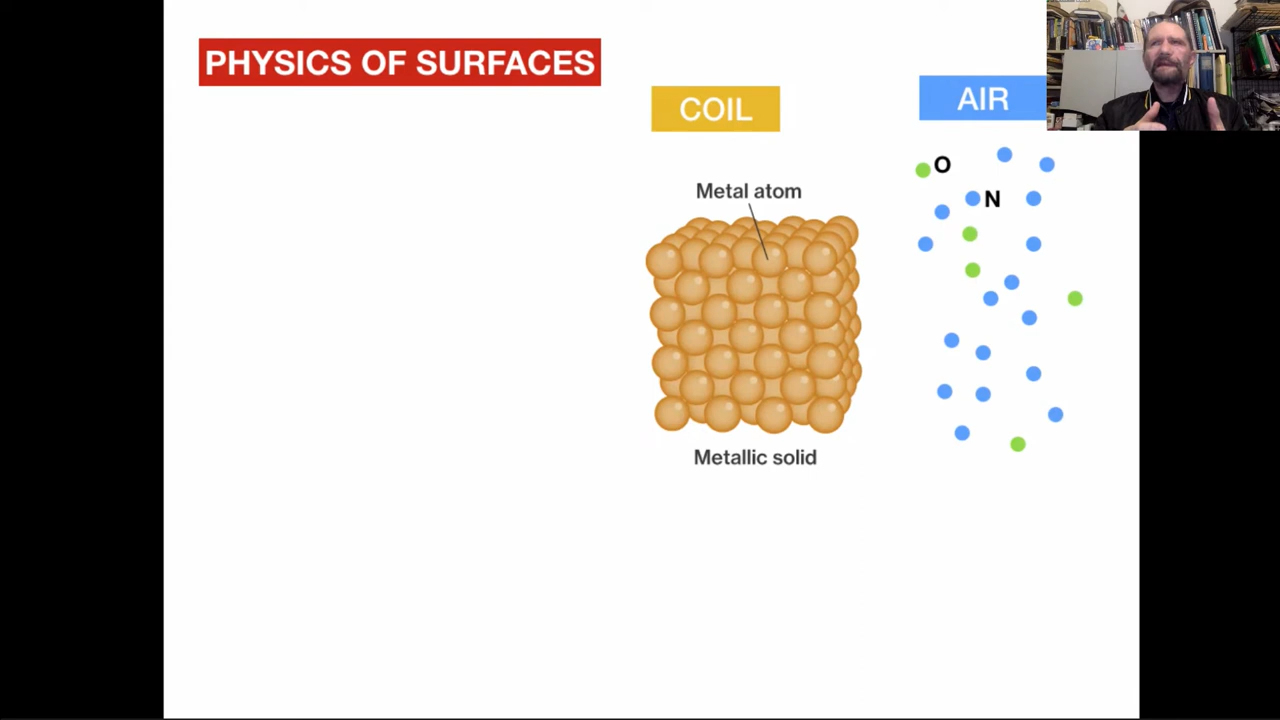 PHYSICS OF SURFACES
COIL
AIR
Metal atom
O
N
Metallic solid